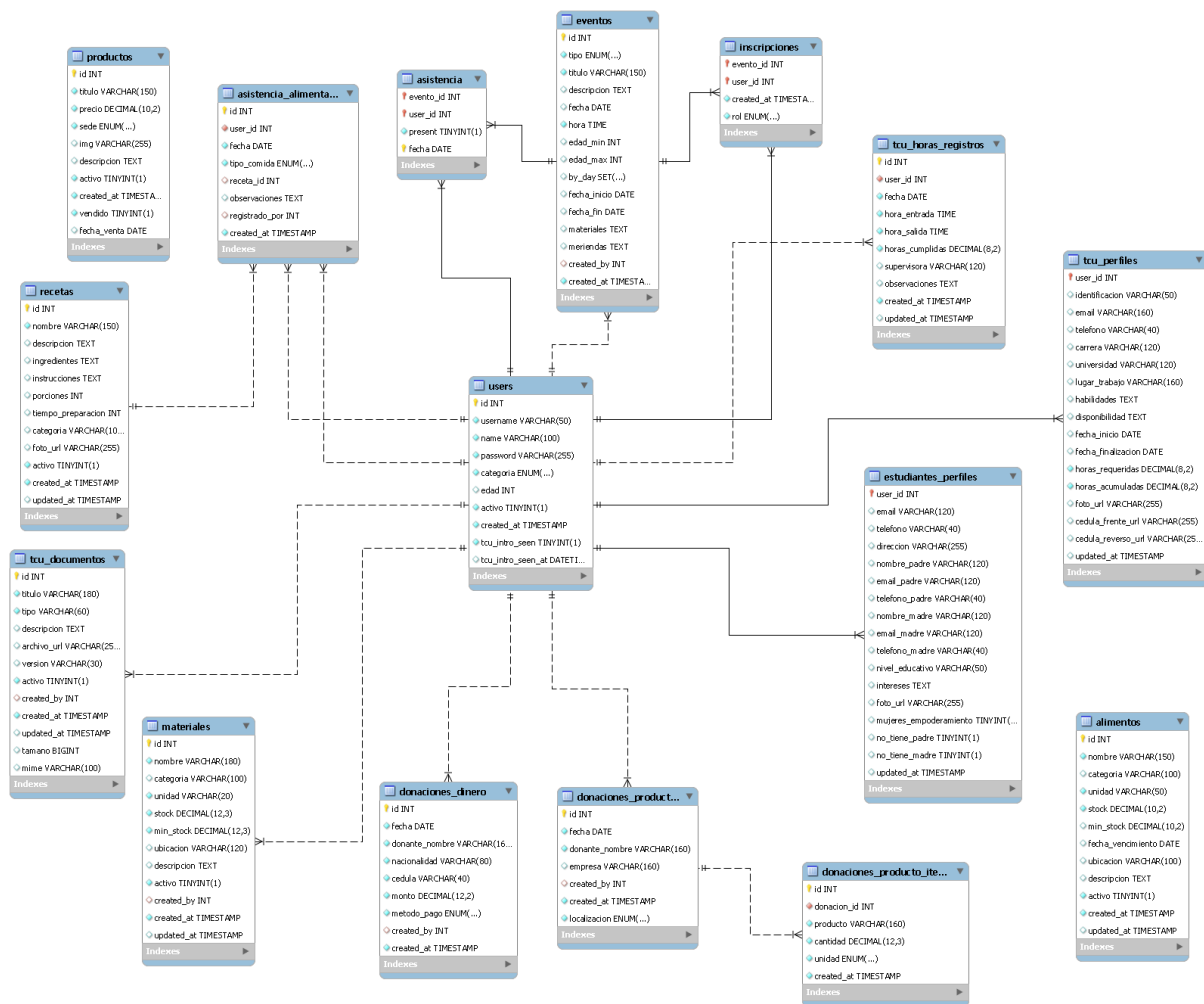 productos
id INT
titulo VARCHAR(150)
precio DECIMAL(10,2)
sede ENUM(...)
img VARCHAR(255)
descripcion TEXT
activo TINYINT(1)
created_at TIMESTA...
vendido TINYINT(1)
fecha_venta DATE
Indexes
asistencia_alimenta...
id INT
user_id INT
fecha DATE
tipo_comida ENUM(...)
receta_id INT
observaciones TEXT
registrado_por INT
created_at TIMESTAMP
Indexes
asistencia
evento_id INT
user_id INT
present TINYINT(1)
fecha DATE
Indexes
eventos
id INT
tipo ENUM(...)
titulo VARCHAR(150)
descripcion TEXT
fecha DATE
hora TIME
edad_min INT
edad_max INT
by_day SET(...)
fecha_inicio DATE
fecha_fin DATE
materiales TEXT
meriendas TEXT
created_by INT
created_at TIMESTA...
Indexes
inscripciones
evento_id INT
user_id INT
created_at TIMESTA...
rol ENUM(...)
Indexes
tcu_horas_registros
id INT
user_id INT
fecha DATE
hora_entrada TIME
hora_salida TIME
horas_cumplidas DECIMAL(8,2)
supervisora VARCHAR(120)
observaciones TEXT
created_at TIMESTAMP
updated_at TIMESTAMP
Indexes
tcu_perfiles
user_id INT
identificacion VARCHAR(50)
email VARCHAR(160)
telefono VARCHAR(40)
carrera VARCHAR(120)
universidad VARCHAR(120)
lugar_trabajo VARCHAR(160)
habilidades TEXT
disponibilidad TEXT
fecha_inicio DATE
fecha_finalizacion DATE
horas_requeridas DECIMAL(8,2)
horas_acumuladas DECIMAL(8,2)
foto_url VARCHAR(255)
cedula_frente_url VARCHAR(255)
cedula_reverso_url VARCHAR(25...
updated_at TIMESTAMP
Indexes
recetas
id INT
nombre VARCHAR(150)
descripcion TEXT
ingredientes TEXT
instrucciones TEXT
porciones INT
tiempo_preparacion INT
categoria VARCHAR(10...
foto_url VARCHAR(255)
activo TINYINT(1)
created_at TIMESTAMP
updated_at TIMESTAMP
Indexes
users
id INT
username VARCHAR(50)
name VARCHAR(100)
password VARCHAR(255)
categoria ENUM(...)
edad INT
activo TINYINT(1)
created_at TIMESTAMP
tcu_intro_seen TINYINT(1)
tcu_intro_seen_at DATETI...
Indexes
estudiantes_perfiles
user_id INT
email VARCHAR(120)
telefono VARCHAR(40)
direccion VARCHAR(255)
nombre_padre VARCHAR(120)
email_padre VARCHAR(120)
telefono_padre VARCHAR(40)
nombre_madre VARCHAR(120)
email_madre VARCHAR(120)
telefono_madre VARCHAR(40)
nivel_educativo VARCHAR(50)
intereses TEXT
foto_url VARCHAR(255)
mujeres_empoderamiento TINYINT(...
no_tiene_padre TINYINT(1)
no_tiene_madre TINYINT(1)
updated_at TIMESTAMP
Indexes
tcu_documentos
id INT
titulo VARCHAR(180)
tipo VARCHAR(60)
descripcion TEXT
archivo_url VARCHAR(25...
version VARCHAR(30)
activo TINYINT(1)
created_by INT
created_at TIMESTAMP
updated_at TIMESTAMP
tamano BIGINT
mime VARCHAR(100)
Indexes
materiales
id INT
nombre VARCHAR(180)
categoria VARCHAR(100)
unidad VARCHAR(20)
stock DECIMAL(12,3)
min_stock DECIMAL(12,3)
ubicacion VARCHAR(120)
descripcion TEXT
activo TINYINT(1)
created_by INT
created_at TIMESTAMP
updated_at TIMESTAMP
Indexes
donaciones_dinero
id INT
fecha DATE
donante_nombre VARCHAR(16...
nacionalidad VARCHAR(80)
cedula VARCHAR(40)
monto DECIMAL(12,2)
metodo_pago ENUM(...)
created_by INT
created_at TIMESTAMP
Indexes
donaciones_product...
id INT
fecha DATE
donante_nombre VARCHAR(160)
empresa VARCHAR(160)
created_by INT
created_at TIMESTAMP
localizacion ENUM(...)
Indexes
donaciones_producto_ite...
id INT
donacion_id INT
producto VARCHAR(160)
cantidad DECIMAL(12,3)
unidad ENUM(...)
created_at TIMESTAMP
Indexes
alimentos
id INT
nombre VARCHAR(150)
categoria VARCHAR(100)
unidad VARCHAR(50)
stock DECIMAL(10,2)
min_stock DECIMAL(10,2)
fecha_vencimiento DATE
ubicacion VARCHAR(100)
descripcion TEXT
activo TINYINT(1)
created_at TIMESTAMP
updated_at TIMESTAMP
Indexes